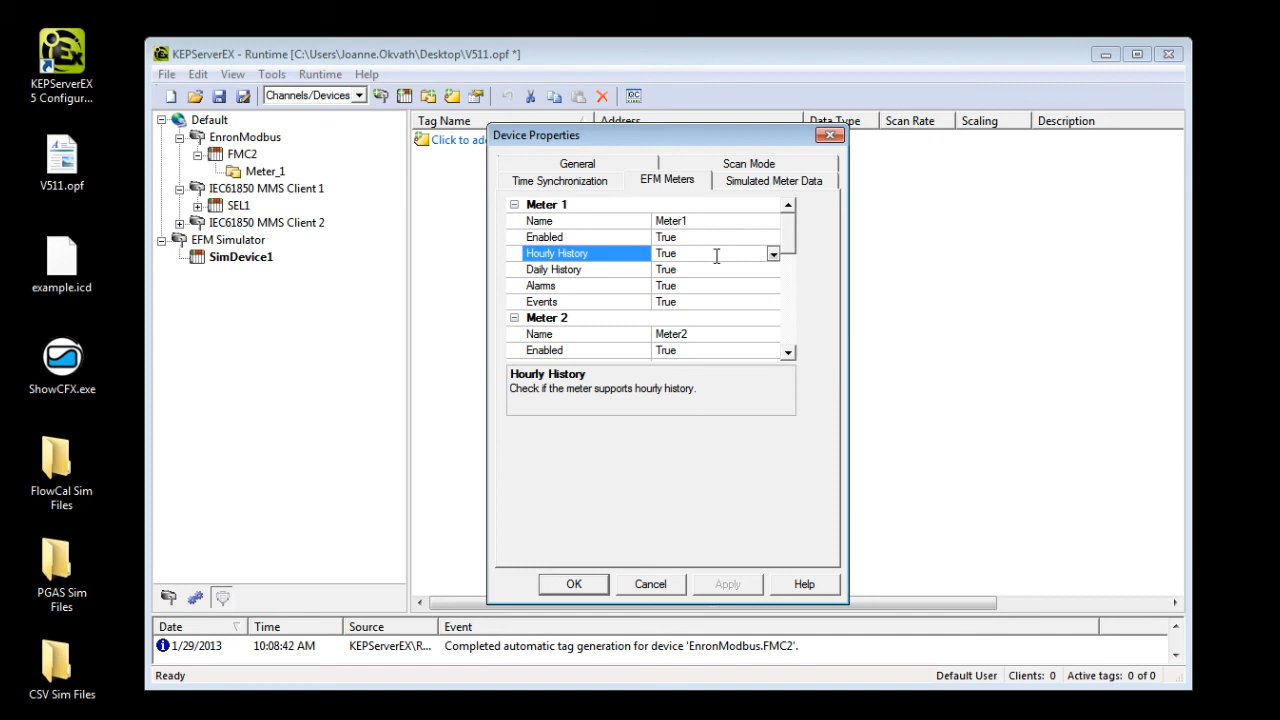 KEPServerEX
5 Configur...
V511.opf
example.icd
ShowCFX.exe
FlowCal Sim
Files
PGAS Sim
Files
CSV Sim Files
KEPServerEX - Runtime [C:\Users\Joanne.Okvath\Desktop\V511.opf *]
File Edit View Tools Runtime Help
Channels/Devices
Default
EnronModbus
FMC2
Meter_1
IEC61850 MMS Client 1
SEL1
IEC61850 MMS Client 2
EFM Simulator
SimDevice1
Tag Name Address Data Type Scan Rate Scaling Description
Click to add
Device Properties
General Scan Mode
Time Synchronization EFM Meters Simulated Meter Data
Meter 1
Name Meter1
Enabled True
Hourly History True
Daily History True
Alarms True
Events True
Meter 2
Name Meter2
Enabled True
Hourly History
Check if the meter supports hourly history.
OK Cancel Apply Help
Date Time Source Event
1/29/2013 10:08:42 AM KEPServerEX\R... Completed automatic tag generation for device 'EnronModbus.FMC2'.
Ready Default User Clients: 0 Active tags: 0 of 0